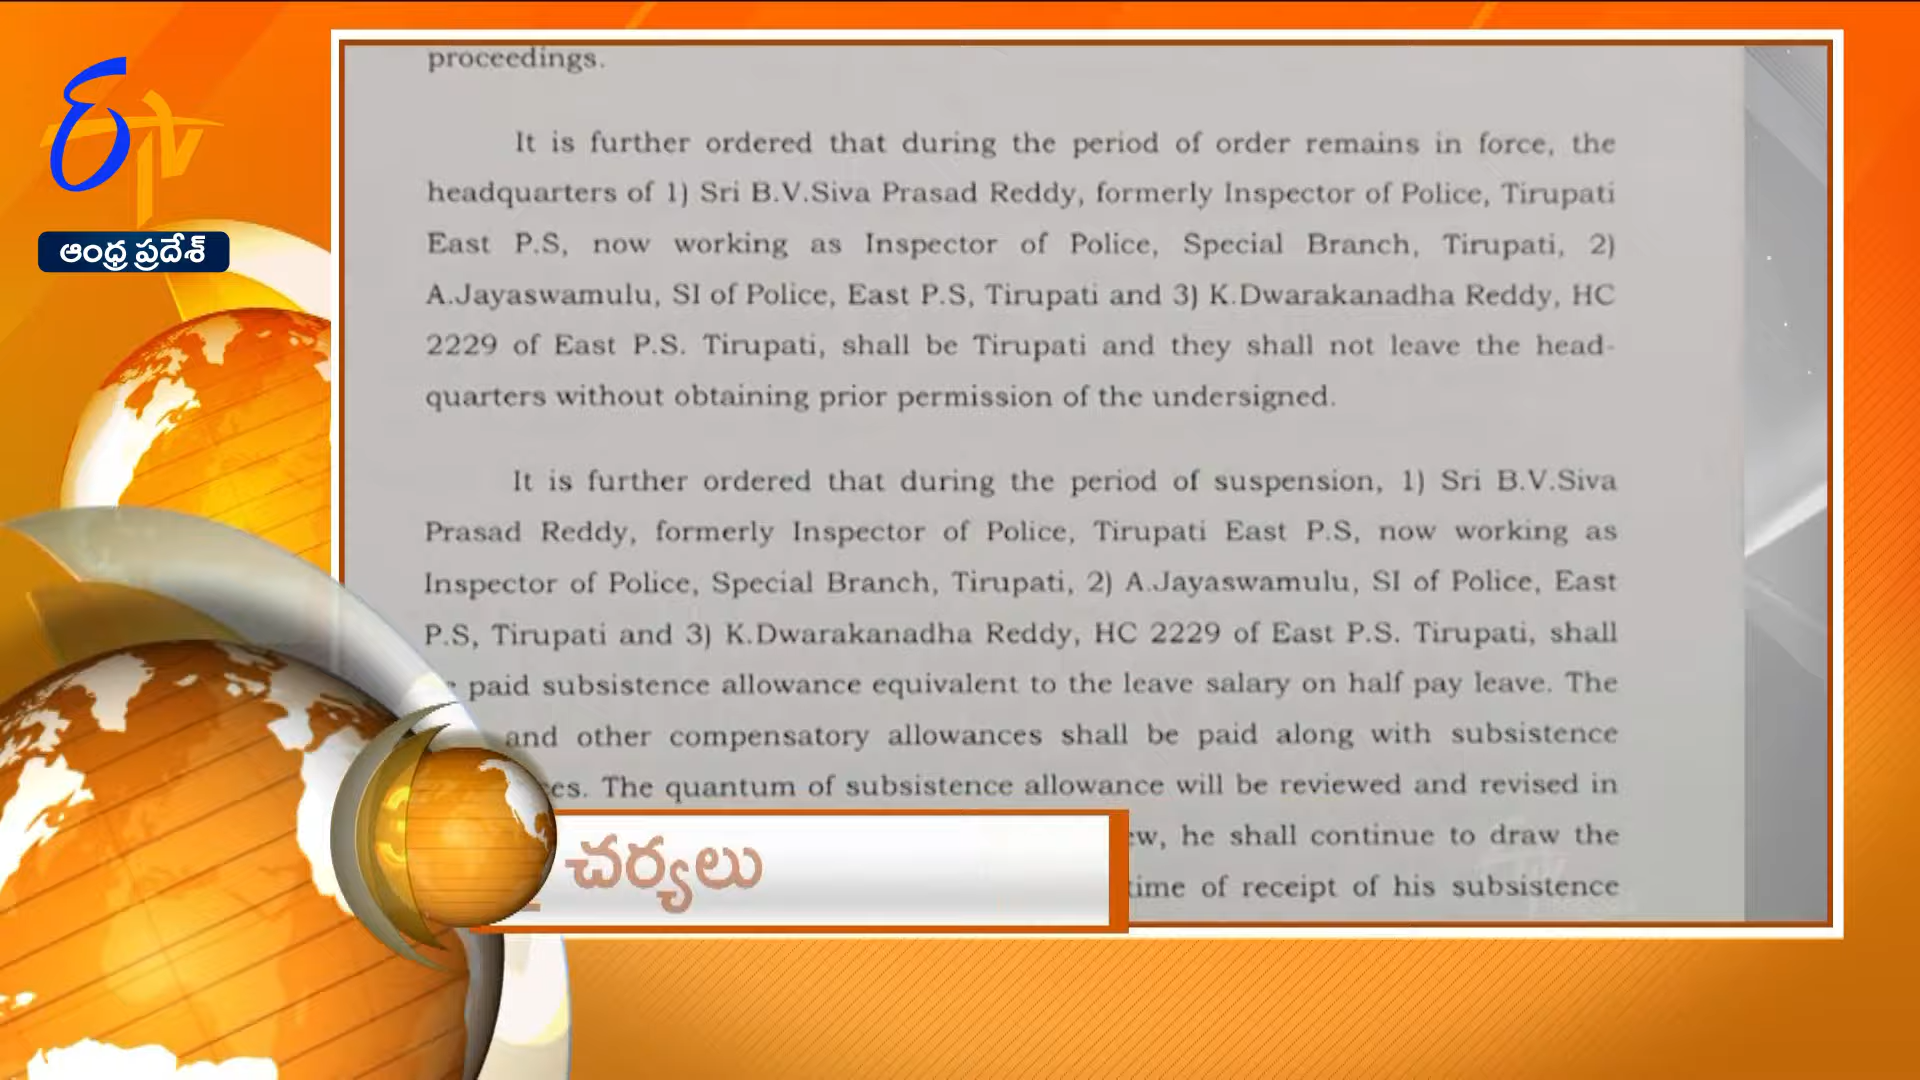 ETV
ఆంధ్ర ప్రదేశ్
proceedings.
It is further ordered that during the period of order remains in force, the
headquarters of 1) Sri B.V.Siva Prasad Reddy, formerly Inspector of Police, Tirupati
East P.S, now working as Inspector of Police, Special Branch, Tirupati, 2)
A.Jayaswamulu, SI of Police, East P.S, Tirupati and 3) K.Dwarakanadha Reddy, HC
2229 of East P.S. Tirupati, shall be Tirupati and they shall not leave the head-
quarters without obtaining prior permission of the undersigned.
It is further ordered that during the period of suspension, 1) Sri B.V.Siva
Prasad Reddy, formerly Inspector of Police, Tirupati East P.S, now working as
Inspector of Police, Special Branch, Tirupati, 2) A.Jayaswamulu, SI of Police, East
P.S, Tirupati and 3) K.Dwarakanadha Reddy, HC 2229 of East P.S. Tirupati, shall
paid subsistence allowance equivalent to the leave salary on half pay leave. The
and other compensatory allowances shall be paid along with subsistence
The quantum of subsistence allowance will be reviewed and revised in
he shall continue to draw the
time of receipt of his subsistence
చర్యలు